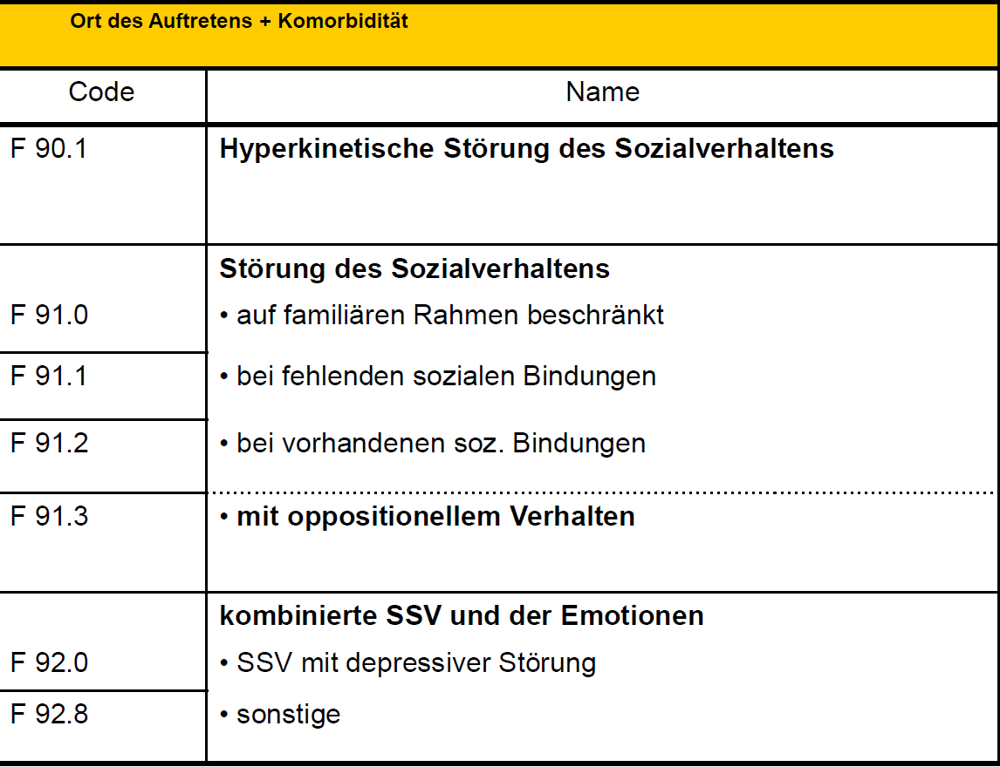 Ort des Auftretens + Komorbidität
Code Name
F 90.1 Hyperkinetische Störung des Sozialverhaltens
Störung des Sozialverhaltens
F 91.0 • auf familiären Rahmen beschränkt
F 91.1 • bei fehlenden sozialen Bindungen
F 91.2 • bei vorhandenen soz. Bindungen
F 91.3 • mit oppositionellem Verhalten
kombinierte SSV und der Emotionen
F 92.0 • SSV mit depressiver Störung
F 92.8 • sonstige